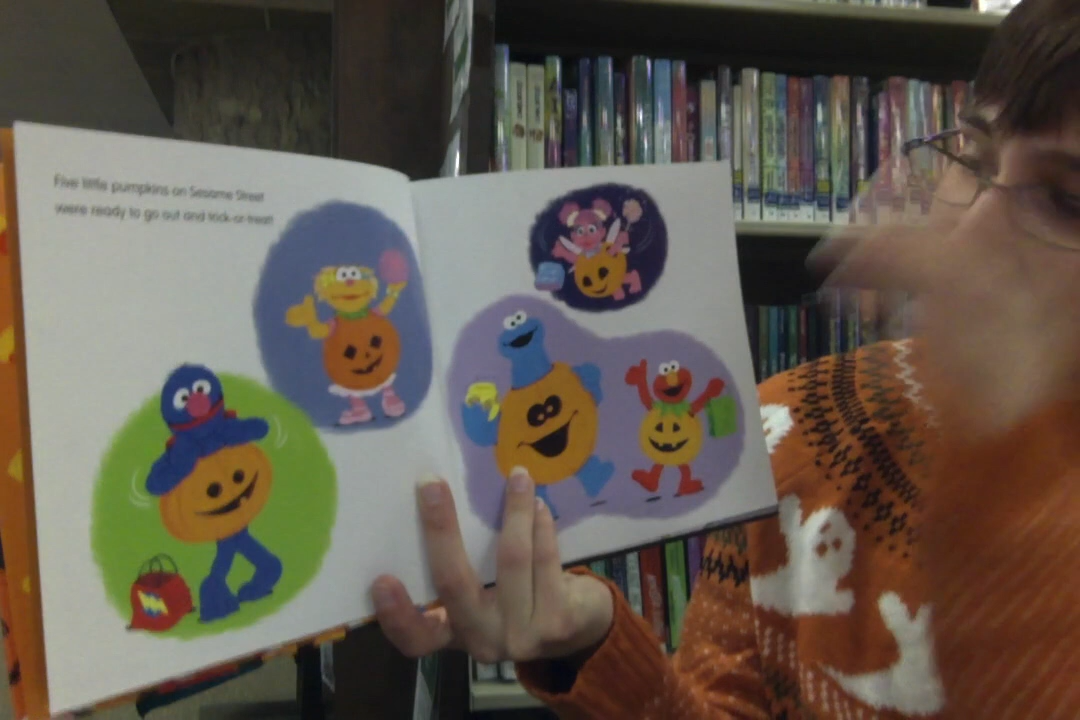 Five little pumpkins on Sesame Street
were ready to go out and trick-or-treat!